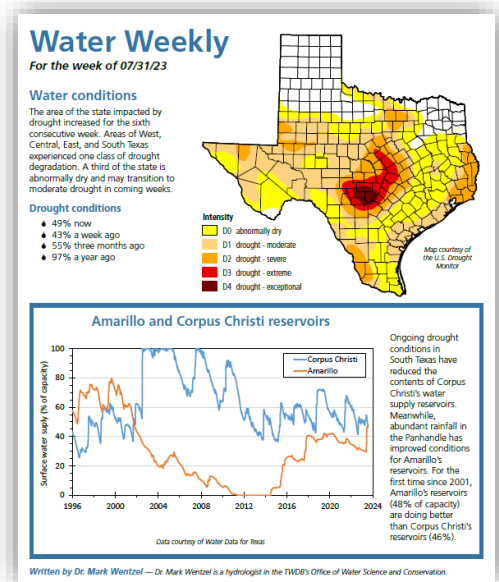 Water Weekly
For the week of 07/31/23
Water conditions
The area of the state impacted by
drought increased for the sixth
consecutive week. Areas of West,
Central, East, and South Texas
experienced one class of drought
degradation. A third of the state is
abnormally dry and may transition to
moderate drought in coming weeks.
Drought conditions
49% now
43% a week ago
55% three months ago
97% a year ago
Intensity
D0 abnormally dry
D1 drought - moderate
D2 drought - severe
D3 drought - extreme
D4 drought - exceptional
Map courtesy of
the U.S. Drought
Monitor
Amarillo and Corpus Christi reservoirs
Surface water suply (% of capacity)
100
80
60
40
20
0
1996 2000 2004 2008 2012 2016 2020 2024
Corpus Christi
Amarillo
Data courtesy of Water Data for Texas
Ongoing drought
conditions in
South Texas have
reduced the
contents of Corpus
Christi's water
supply reservoirs.
Meanwhile,
abundant rainfall in
the Panhandle has
improved conditions
for Amarillo's
reservoirs. For the
first time since 2001,
Amarillo's reservoirs
(48% of capacity)
are doing better
than Corpus Christi's
reservoirs (46%).
Written by Dr. Mark Wentzel — Dr. Mark Wentzel is a hydrologist in the TWDB's Office of Water Science and Conservation.